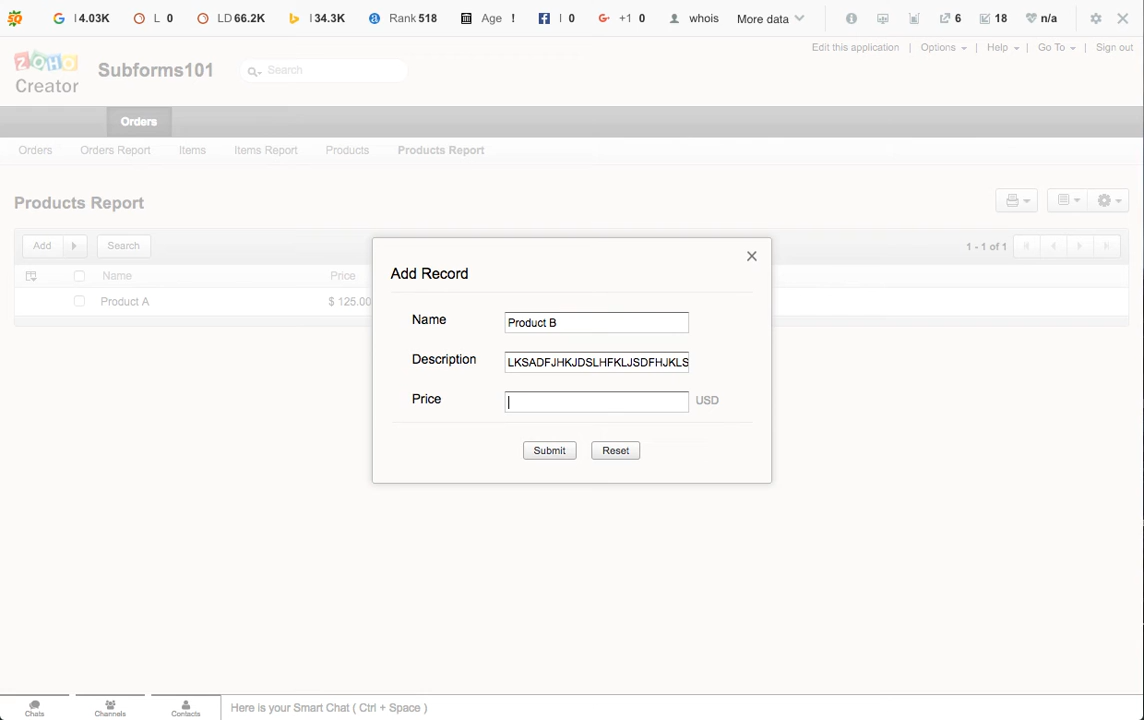 I 4.03K L 0 LD 66.2K I 34.3K Rank 518 Age ! I 0 +1 0 whois More data 6 18 n/a
Edit this application | Options | Help | Go To | Sign out
ZOHO
Creator
Subforms101
Search
Orders
Orders Orders Report Items Items Report Products Products Report
Products Report
Add Search 1 - 1 of 1
Name Price
Product A $ 125.00
Add Record
Name Product B
Description LKSADFJHKJDSLHFKLJSDFHJKLS
Price USD
Submit Reset
Chats Channels Contacts Here is your Smart Chat ( Ctrl + Space )